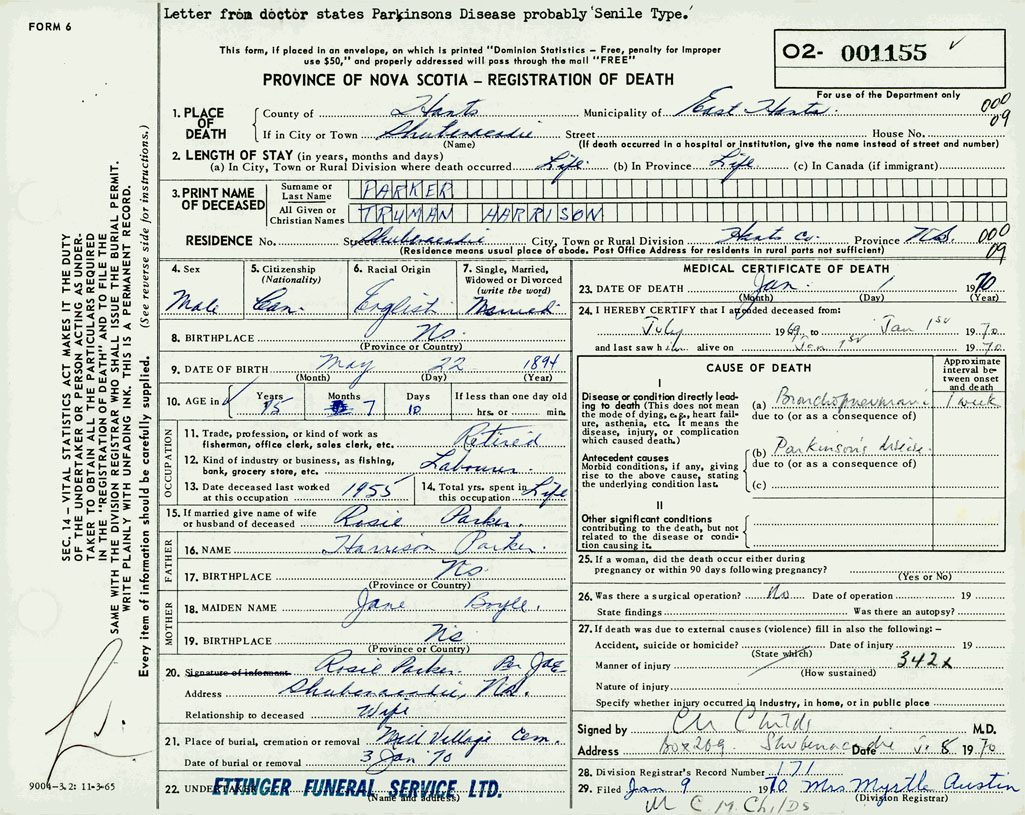 Letter from doctor states Parkinsons Disease probably 'Senile Type.'
FORM 6
This form, if placed in an envelope, on which is printed "Dominion Statistics – Free, penalty for improper
use $50," and properly addressed will pass through the mail "FREE"
PROVINCE OF NOVA SCOTIA – REGISTRATION OF DEATH
O2- 001155
For use of the Department only
000
09
1. PLACE OF DEATH
County of Hants Municipality of East Hants.
If in City or Town Shubenacadie Street House No.
(Name) (If death occurred in a hospital or institution, give the name instead of street and number)
2. LENGTH OF STAY (in years, months and days)
(a) In City, Town or Rural Division where death occurred Life. (b) In Province Life. (c) In Canada (if immigrant)
3. PRINT NAME OF DECEASED
Surname or Last Name PARKER
All Given or Christian Names TRUMAN HARRISON
RESIDENCE No. Street Shubenacadie City, Town or Rural Division Hants Co. Province N.S. 000
09
(Residence means usual place of abode. Post Office Address for residents in rural parts not sufficient)
4. Sex Male
5. Citizenship (Nationality) Can.
6. Racial Origin English
7. Single, Married, Widowed or Divorced (write the word) Married
8. BIRTHPLACE NS.
(Province or Country)
9. DATE OF BIRTH May 22 1894
(Month) (Day) (Year)
10. AGE in Years 75 Months 7 Days 10 If less than one day old
hrs. or min.
OCCUPATION
11. Trade, profession, or kind of work as
fisherman, office clerk, sales clerk, etc. Retired
12. Kind of industry or business, as fishing,
bank, grocery store, etc. Labourer.
13. Date deceased last worked
at this occupation 1955
14. Total yrs. spent in
this occupation Life
15. If married give name of wife
or husband of deceased Rosie Parker.
FATHER
16. NAME Harrison Parker.
17. BIRTHPLACE NS.
(Province or Country)
MOTHER
18. MAIDEN NAME Jane Boyle.
19. BIRTHPLACE NS
(Province or Country)
20. Signature of informant Rosie Parker Per
Address Shubenacadie, N.S.
Relationship to deceased Wife
21. Place of burial, cremation or removal Mill Village Cem.
Date of burial or removal 3 Jan 70
22. UNDERTAKER ETTINGER FUNERAL SERVICE LTD.
(Name and address)
MEDICAL CERTIFICATE OF DEATH
23. DATE OF DEATH Jan. 1 1970
(Month) (Day) (Year)
24. I HEREBY CERTIFY that I attended deceased from:
July 1969 to Jan 1st 1970
and last saw him alive on Jan 1st 1970
CAUSE OF DEATH
Approximate interval between onset and death
I
Disease or condition directly leading to death (This does not mean the mode of dying, e.g., heart failure, asthenia, etc. It means the disease, injury, or complication which caused death.)
(a) Bronchopneumonia 1 week
due to (or as a consequence of)
Antecedent causes
Morbid conditions, if any, giving rise to the above cause, stating the underlying condition last.
(b) Parkinson's disease.
due to (or as a consequence of)
(c)
II
Other significant conditions
contributing to the death, but not related to the disease or condition causing it.
25. If a woman, did the death occur either during
pregnancy or within 90 days following pregnancy?
(Yes or No)
26. Was there a surgical operation? No Date of operation 19
State findings Was there an autopsy?
27. If death was due to external causes (violence) fill in also the following: –
Accident, suicide or homicide? Date of injury 19
(State which)
Manner of injury 342x
(How sustained)
Nature of injury
Specify whether injury occurred in industry, in home, or in public place
Signed by CM Childs M.D.
Address Box 209. Shubenacadie Date J. 8 1970
28. Division Registrar's Record Number 171
29. Filed Jan 9 1970 Mrs Myrtle Austin
(Division Registrar)
C. M. Childs
SEC. 14 – VITAL STATISTICS ACT MAKES IT THE DUTY
OF THE UNDERTAKER OR PERSON ACTING AS UNDER-
TAKER TO OBTAIN ALL THE PARTICULARS REQUIRED
IN THE "REGISTRATION OF DEATH" AND TO FILE THE
SAME WITH THE DIVISION REGISTRAR WHO SHALL ISSUE THE BURIAL PERMIT.
WRITE PLAINLY WITH UNFADING INK. THIS IS A PERMANENT RECORD.
Every item of information should be carefully supplied. (See reverse side for instructions.)
9004-3.2: 11-3-65